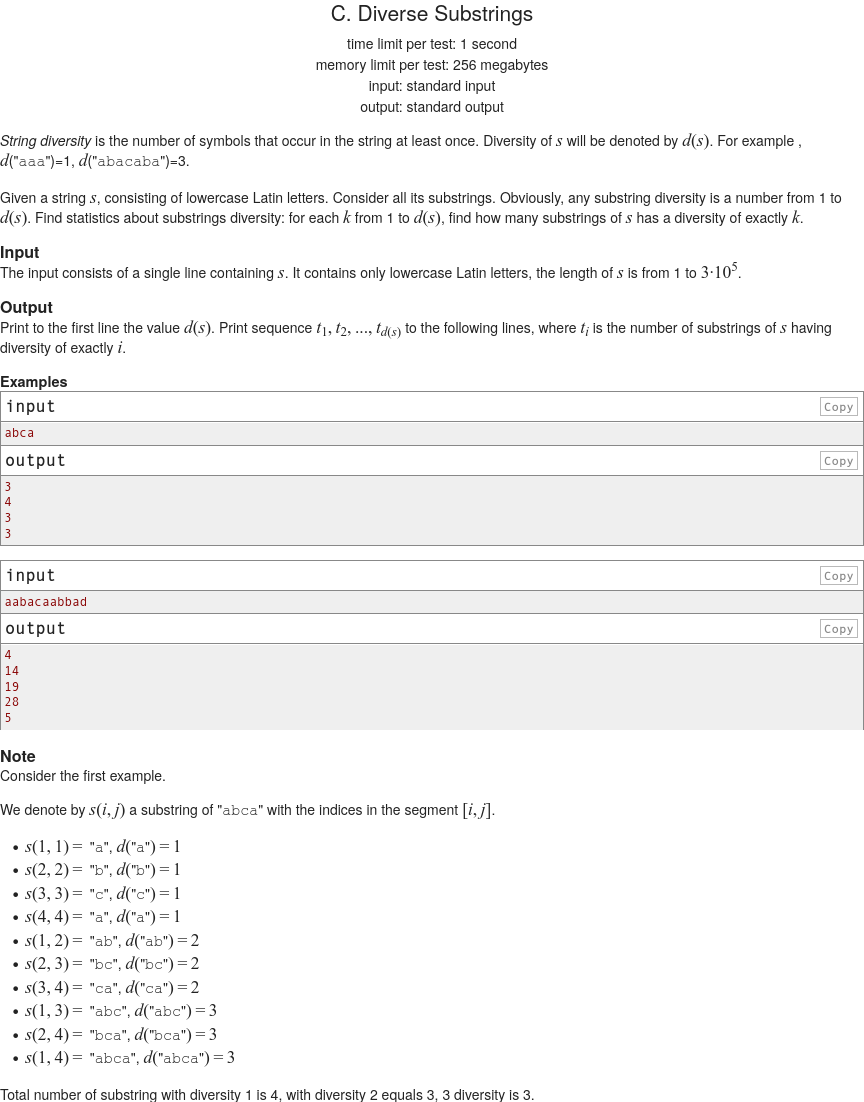 C. Diverse Substrings
time limit per test: 1 second
memory limit per test: 256 megabytes
input: standard input
output: standard output
String diversity is the number of symbols that occur in the string at least once. Diversity of s will be denoted by d(s). For example ,
d("aaa")=1, d("abacaba")=3.
Given a string s, consisting of lowercase Latin letters. Consider all its substrings. Obviously, any substring diversity is a number from 1 to
d(s). Find statistics about substrings diversity: for each k from 1 to d(s), find how many substrings of s has a diversity of exactly k.
Input
The input consists of a single line containing s. It contains only lowercase Latin letters, the length of s is from 1 to 3·10^5.
Output
Print to the first line the value d(s). Print sequence t_1, t_2, ..., t_{d(s)} to the following lines, where t_i is the number of substrings of s having
diversity of exactly i.
Examples
input Copy
abca
output Copy
3
4
3
3
input Copy
aabacaabbad
output Copy
4
14
19
28
5
Note
Consider the first example.
We denote by s(i, j) a substring of "abca" with the indices in the segment [i, j].
• s(1, 1) = "a", d("a") = 1
• s(2, 2) = "b", d("b") = 1
• s(3, 3) = "c", d("c") = 1
• s(4, 4) = "a", d("a") = 1
• s(1, 2) = "ab", d("ab") = 2
• s(2, 3) = "bc", d("bc") = 2
• s(3, 4) = "ca", d("ca") = 2
• s(1, 3) = "abc", d("abc") = 3
• s(2, 4) = "bca", d("bca") = 3
• s(1, 4) = "abca", d("abca") = 3
Total number of substring with diversity 1 is 4, with diversity 2 equals 3, 3 diversity is 3.